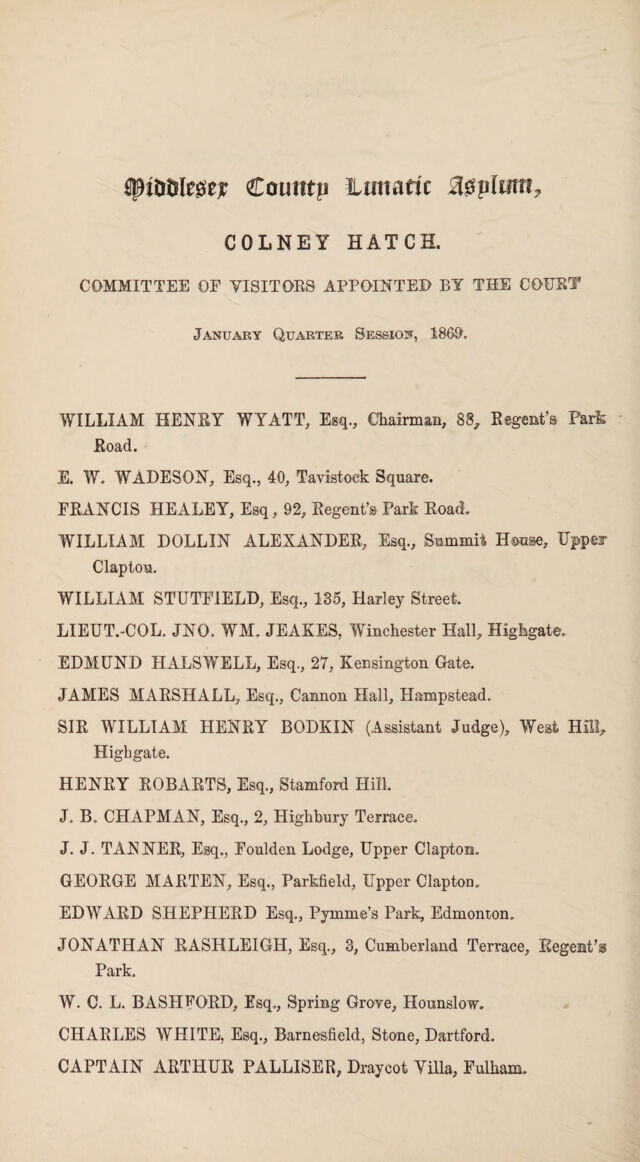 Middlesex County Lunatic Asylum,
COLNEY HATCH.
COMMITTEE OF VISITORS APPOINTED BY THE COURT
January Quarter Session, 1869.
WILLIAM HENRY WYATT, Esq., Chairman, 88, Regent's Park
Road.
E. W. WADESON, Esq., 40, Tavistock Square.
FRANCIS HEALEY, Esq, 92, Regent's Park Road.
WILLIAM DOLLIN ALEXANDER, Esq., Summit House, Upper
Clapton.
WILLIAM STUTFIELD, Esq., 135, Harley Street.
LIEUT.-COL. JNO. WM. JEAKES, Winchester Hall, Highgate.
EDMUND HALSWELL, Esq., 27, Kensington Gate.
JAMES MARSHALL, Esq., Cannon Hall, Hampstead.
SIR WILLIAM HENRY BODKIN (Assistant Judge), West Hill,
Highgate.
HENRY ROBARTS, Esq., Stamford Hill.
J. B. CHAPMAN, Esq., 2, Highbury Terrace.
J. J. TANNER, Esq., Foulden Lodge, Upper Clapton.
GEORGE MARTEN, Esq., Parkfield, Upper Clapton.
EDWARD SHEPHERD Esq., Pymme's Park, Edmonton.
JONATHAN RASHLEIGH, Esq., 3, Cumberland Terrace, Regent's
Park.
W. C. L. BASHFORD, Esq., Spring Grove, Hounslow.
CHARLES WHITE, Esq., Barnesfield, Stone, Dartford.
CAPTAIN ARTHUR PALLISER, Draycot Villa, Fulham.